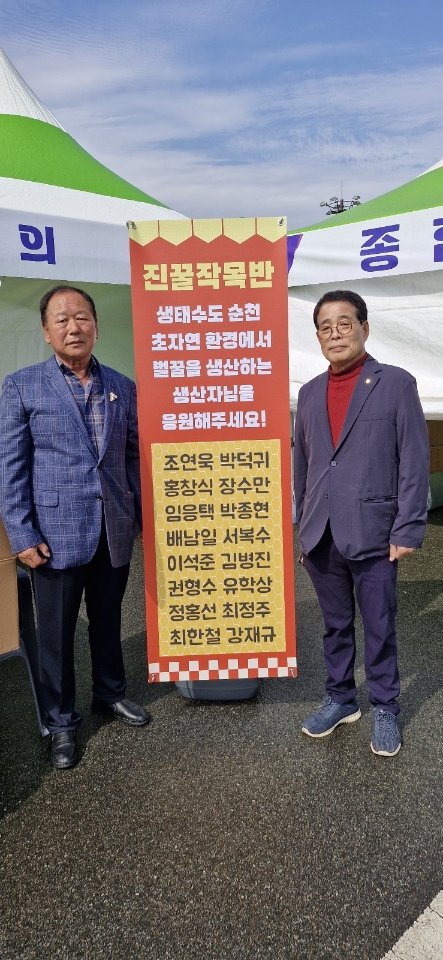 의
종합
진꿀작목반
생태수도 순천
초자연 환경에서
벌꿀을 생산하는
생산자님을
응원해주세요!
조연욱 박덕귀
홍창식 장수만
임응택 박종현
배남일 서복수
이석준 김병진
권형수 유학상
정홍선 최정주
최한철 강재규